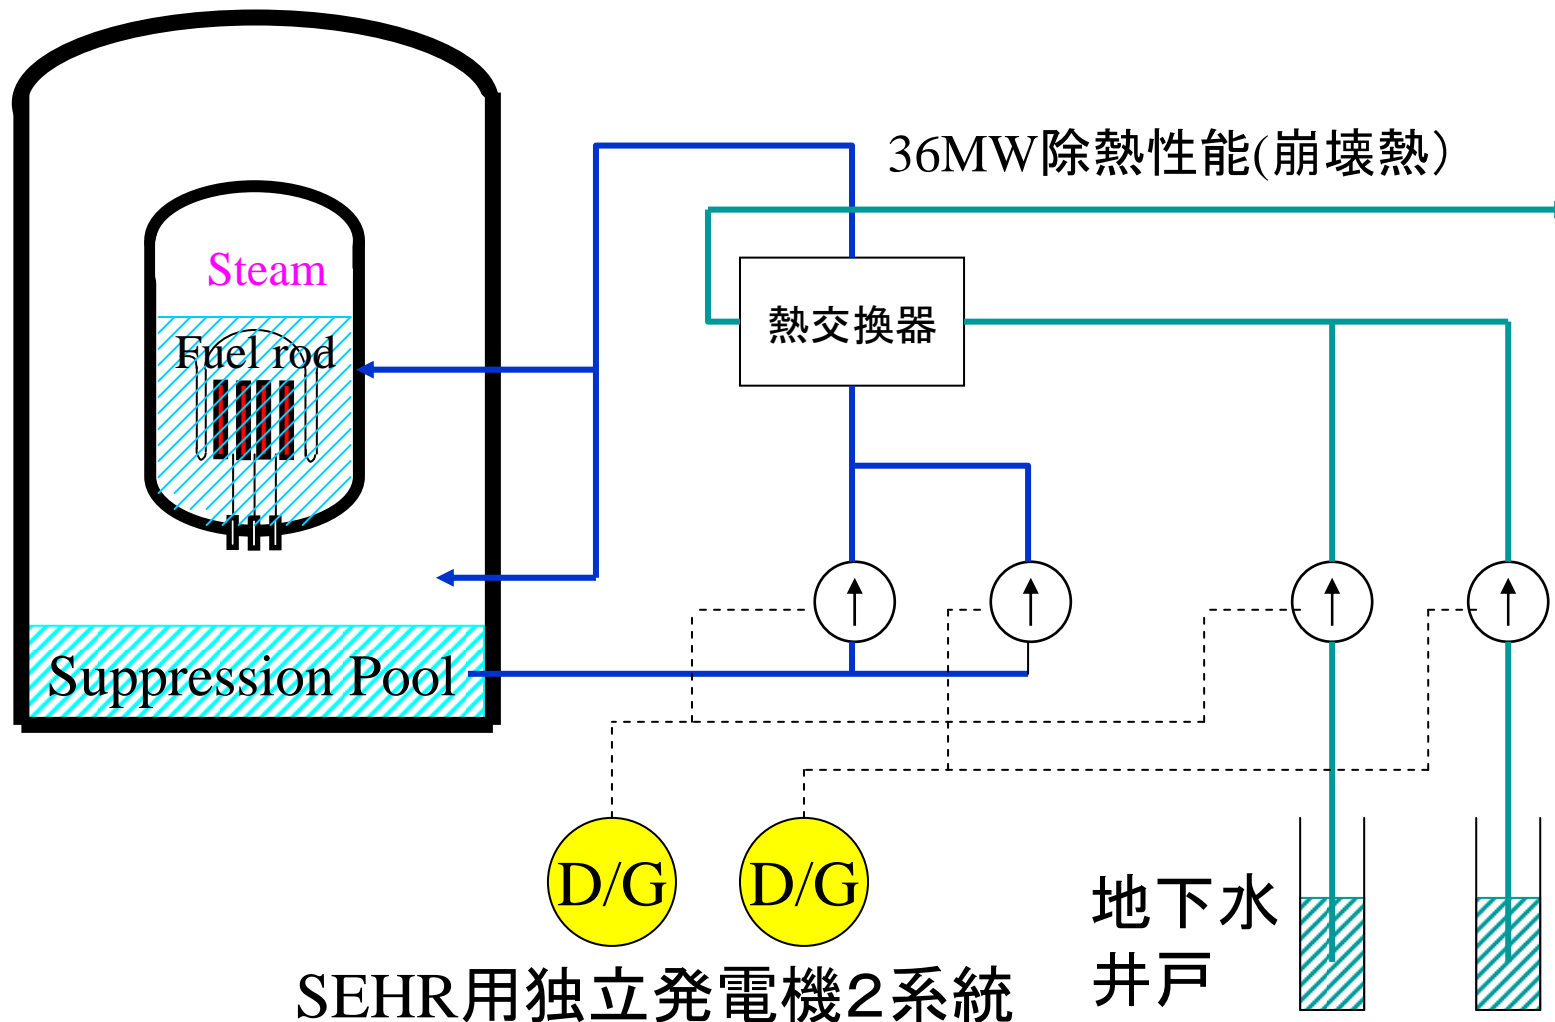 36MW除熱性能(崩壊熱）
Steam
熱交換器
Fuel rod
Suppression Pool
D/G
D/G
地下水
井戸
SEHR用独立発電機２系統